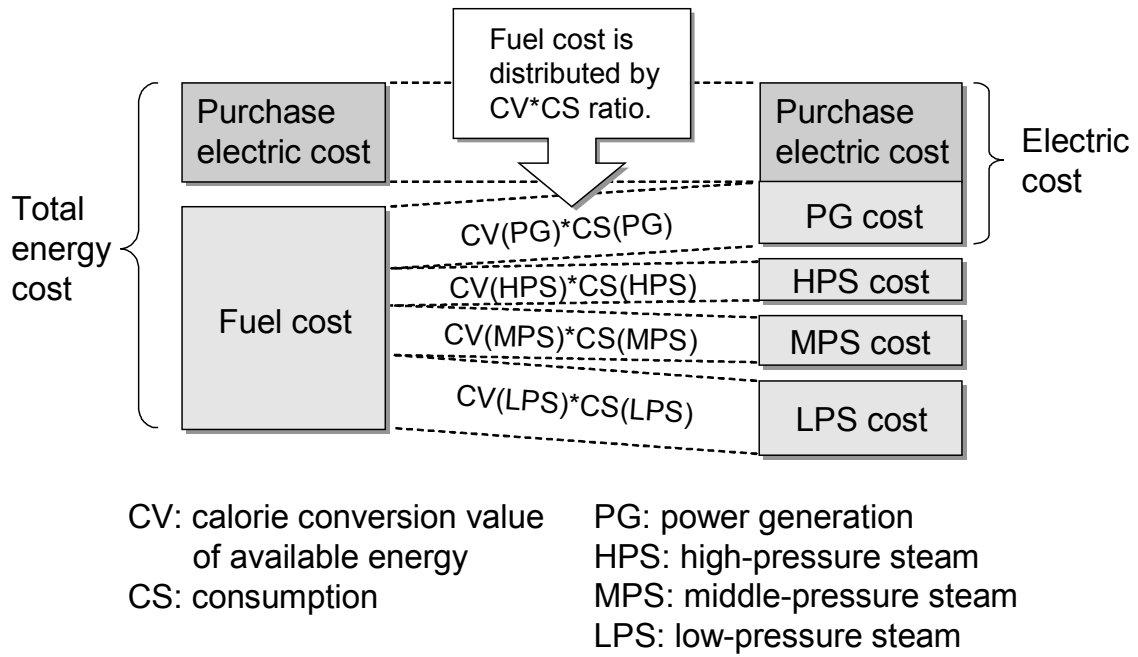 Fuel cost is
distributed by
CV*CS ratio.
Purchase
electric cost
Purchase
electric cost
Electric
cost
Total
energy
cost
PG cost
CV(PG)*CS(PG)
HPS cost
CV(HPS)*CS(HPS)
Fuel cost
MPS cost
CV(MPS)*CS(MPS)
LPS cost
CV(LPS)*CS(LPS)
CV: calorie conversion value
of available energy
CS: consumption
PG: power generation
HPS: high-pressure steam
MPS: middle-pressure steam
LPS: low-pressure steam